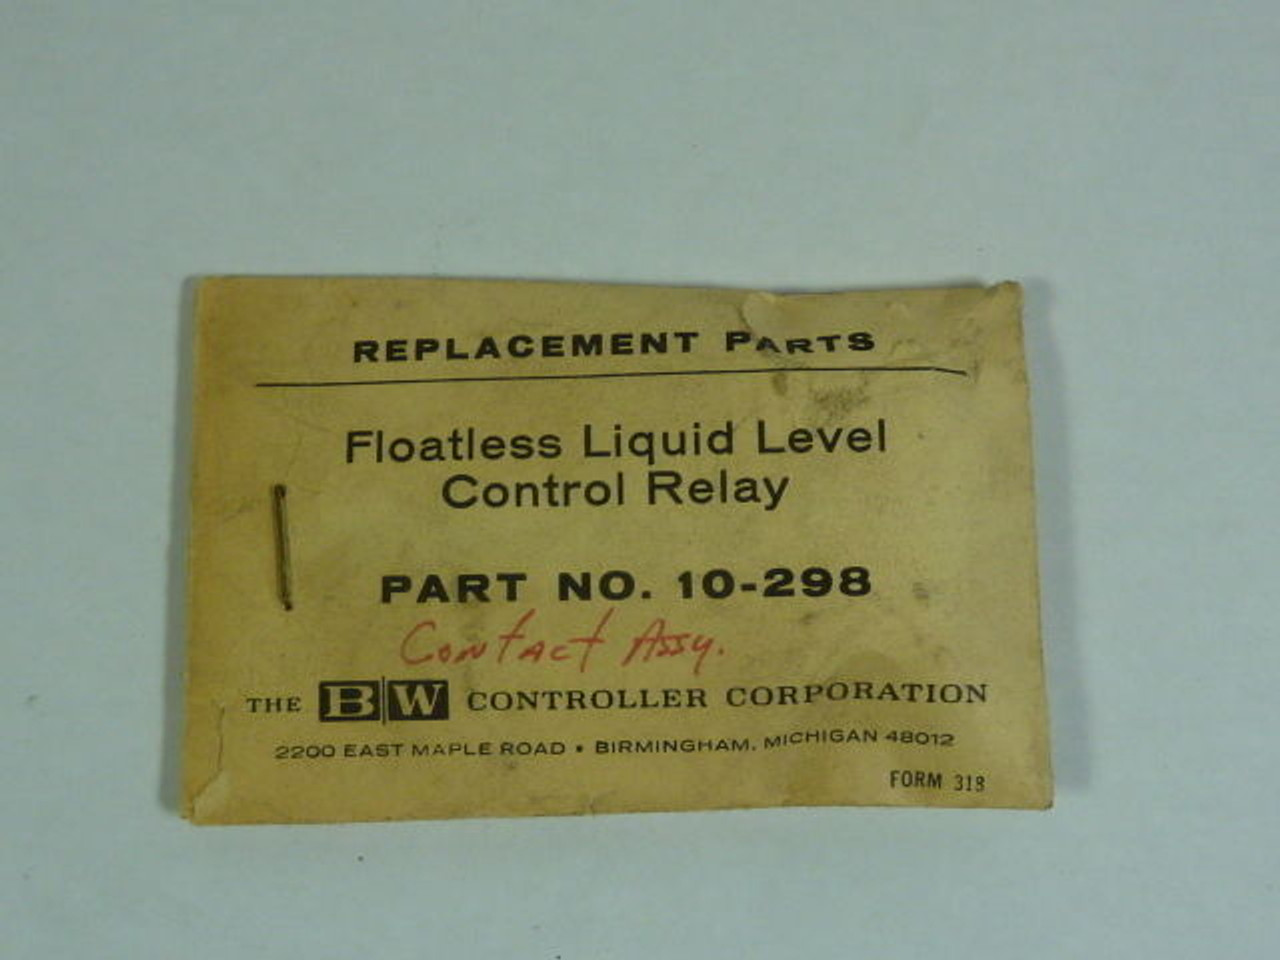 REPLACEMENT PARTS
Floatless Liquid Level
Control Relay
PART NO. 10-298
Contact Assy.
THE B|W CONTROLLER CORPORATION
2200 EAST MAPLE ROAD • BIRMINGHAM, MICHIGAN 48012
FORM 318